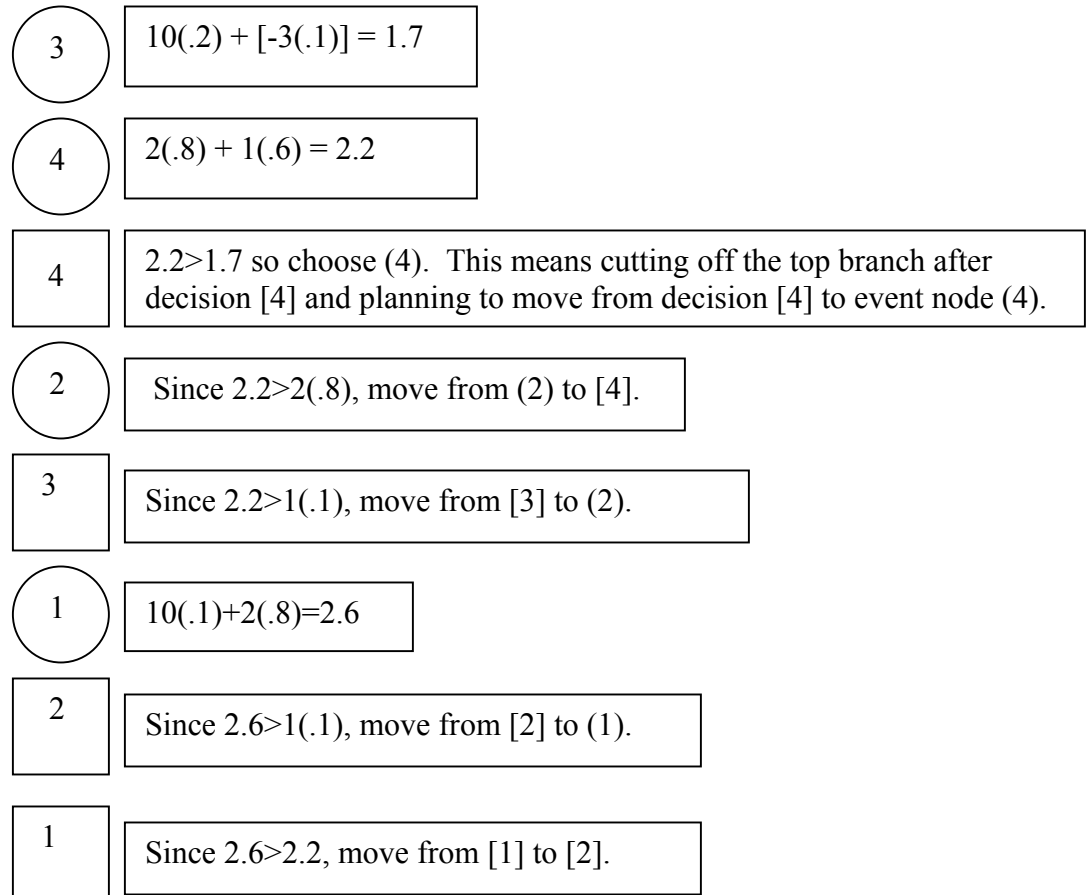 3
10(.2) + [-3(.1)] = 1.7
4
2(.8) + 1(.6) = 2.2
4
2.2>1.7 so choose (4).  This means cutting off the top branch after
decision [4] and planning to move from decision [4] to event node (4).
2
Since 2.2>2(.8), move from (2) to [4].
3
Since 2.2>1(.1), move from [3] to (2).
1
10(.1)+2(.8)=2.6
2
Since 2.6>1(.1), move from [2] to (1).
1
Since 2.6>2.2, move from [1] to [2].